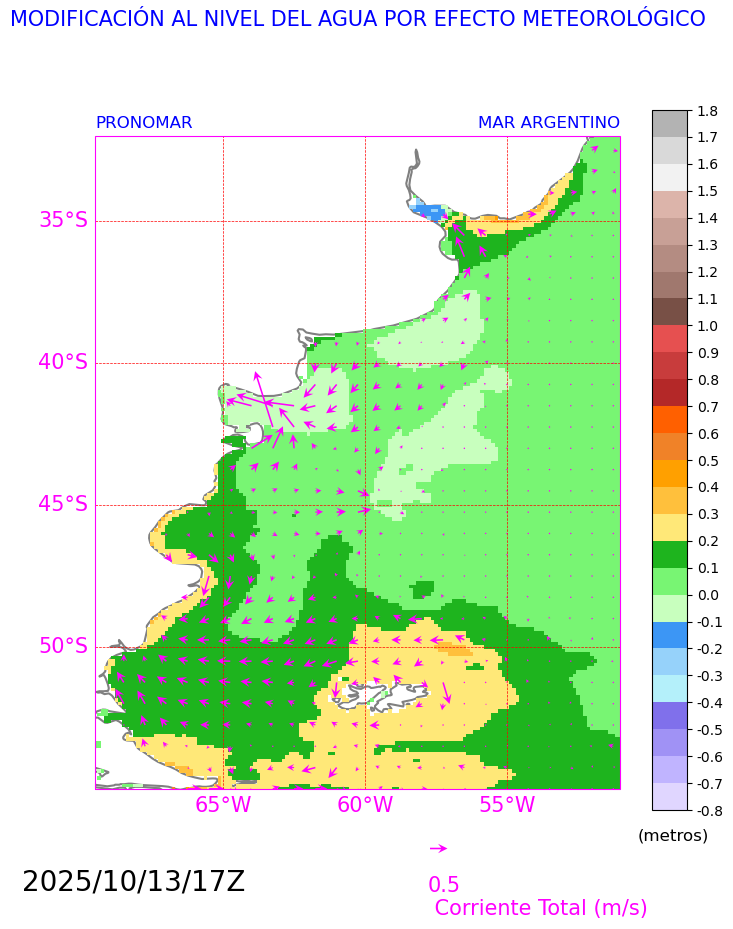 MODIFICACIÓN AL NIVEL DEL AGUA POR EFECTO METEOROLÓGICO
PRONOMAR MAR ARGENTINO
35°S
40°S
45°S
50°S
65°W 60°W 55°W
1.8
1.7
1.6
1.5
1.4
1.3
1.2
1.1
1.0
0.9
0.8
0.7
0.6
0.5
0.4
0.3
0.2
0.1
0.0
-0.1
-0.2
-0.3
-0.4
-0.5
-0.6
-0.7
-0.8
(metros)
2025/10/13/17Z
0.5
Corriente Total (m/s)